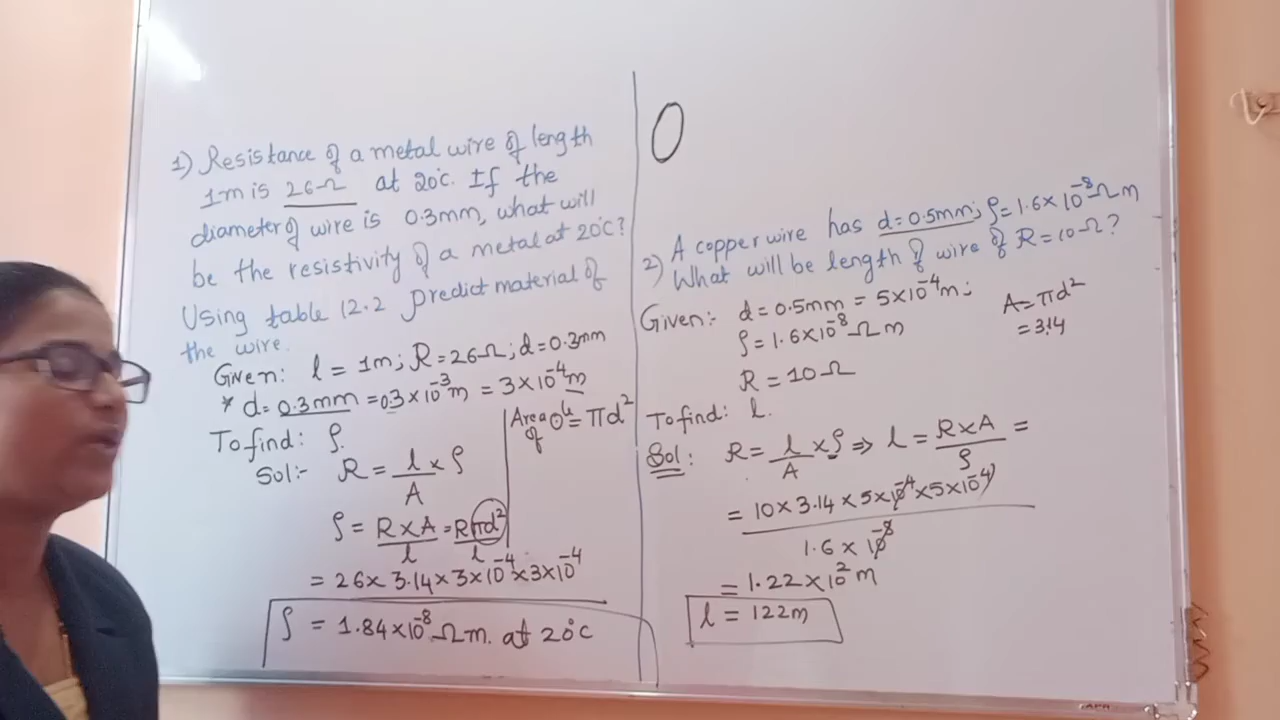 1) Resistance of a metal wire of length
1m is 26Ω at 20°C. If the
diameter of wire is 0.3mm, what will
be the resistivity of a metal at 20°C?
Using table 12.2 predict material of
the wire.
Given: l = 1m; R = 26Ω; d = 0.3mm
* d = 0.3mm = 0.3 × 10⁻³m = 3 × 10⁻⁴m
To find: ρ.
Area of O = πd²
Sol:- R = l/A × ρ
ρ = R × A/l = Rπd²/l
= 26 × 3.14 × 3 × 10⁻⁴ × 3 × 10⁻⁴
ρ = 1.84 × 10⁻⁸ Ω m. at 20°C
2) A copper wire has d = 0.5mm; ρ = 1.6 × 10⁻⁸ Ω m
What will be length of wire of R = 10Ω?
Given:- d = 0.5mm = 5 × 10⁻⁴m;
ρ = 1.6 × 10⁻⁸ Ω m
R = 10Ω
A = πd²
= 3.14
To find: l.
Sol: R = l/A × ρ ⇒ l = R × A/ρ =
= 10 × 3.14 × 5 × 10⁻⁴ × 5 × 10⁻⁴/1.6 × 10⁻⁸
= 1.22 × 10² m
l = 122m